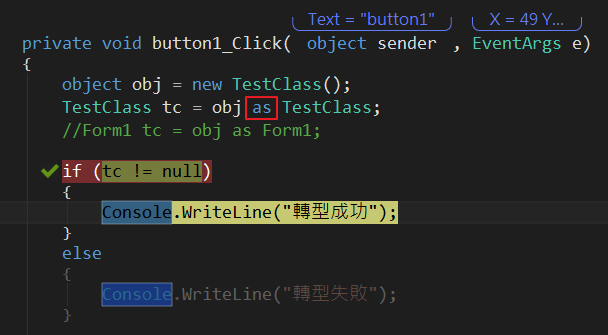 Text = "button1" X = 49 Y...
private void button1_Click( object sender , EventArgs e)
{
object obj = new TestClass();
TestClass tc = obj as TestClass;
//Form1 tc = obj as Form1;
if (tc != null)
{
Console.WriteLine("轉型成功");
}
else
{
Console.WriteLine("轉型失敗");
}